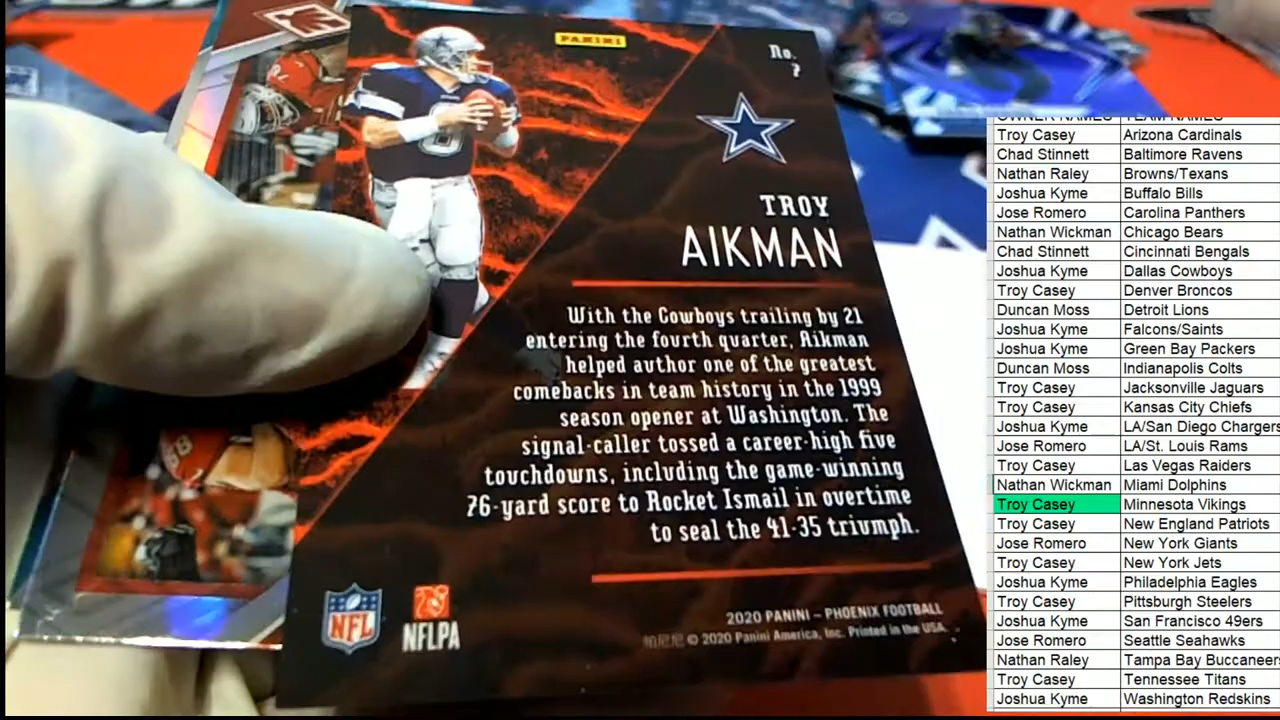 PANINI
No.
7
TROY
AIKMAN
With the Cowboys trailing by 21
entering the fourth quarter, Aikman
helped author one of the greatest
comebacks in team history in the 1999
season opener at Washington. The
signal-caller tossed a career-high five
touchdowns, including the game-winning
76-yard score to Rocket Ismail in overtime
to seal the 41-35 triumph.
NFL
NFLPA
2020 PANINI – PHOENIX FOOTBALL
帕尼尼 © 2020 Panini America, Inc. Printed in the USA.
8
OWNER NAMES TEAM NAMES
Troy Casey Arizona Cardinals
Chad Stinnett Baltimore Ravens
Nathan Raley Browns/Texans
Joshua Kyme Buffalo Bills
Jose Romero Carolina Panthers
Nathan Wickman Chicago Bears
Chad Stinnett Cincinnati Bengals
Joshua Kyme Dallas Cowboys
Troy Casey Denver Broncos
Duncan Moss Detroit Lions
Joshua Kyme Falcons/Saints
Joshua Kyme Green Bay Packers
Duncan Moss Indianapolis Colts
Troy Casey Jacksonville Jaguars
Troy Casey Kansas City Chiefs
Joshua Kyme LA/San Diego Chargers
Jose Romero LA/St. Louis Rams
Troy Casey Las Vegas Raiders
Nathan Wickman Miami Dolphins
Troy Casey Minnesota Vikings
Troy Casey New England Patriots
Jose Romero New York Giants
Troy Casey New York Jets
Joshua Kyme Philadelphia Eagles
Troy Casey Pittsburgh Steelers
Joshua Kyme San Francisco 49ers
Jose Romero Seattle Seahawks
Nathan Raley Tampa Bay Buccaneers
Troy Casey Tennessee Titans
Joshua Kyme Washington Redskins